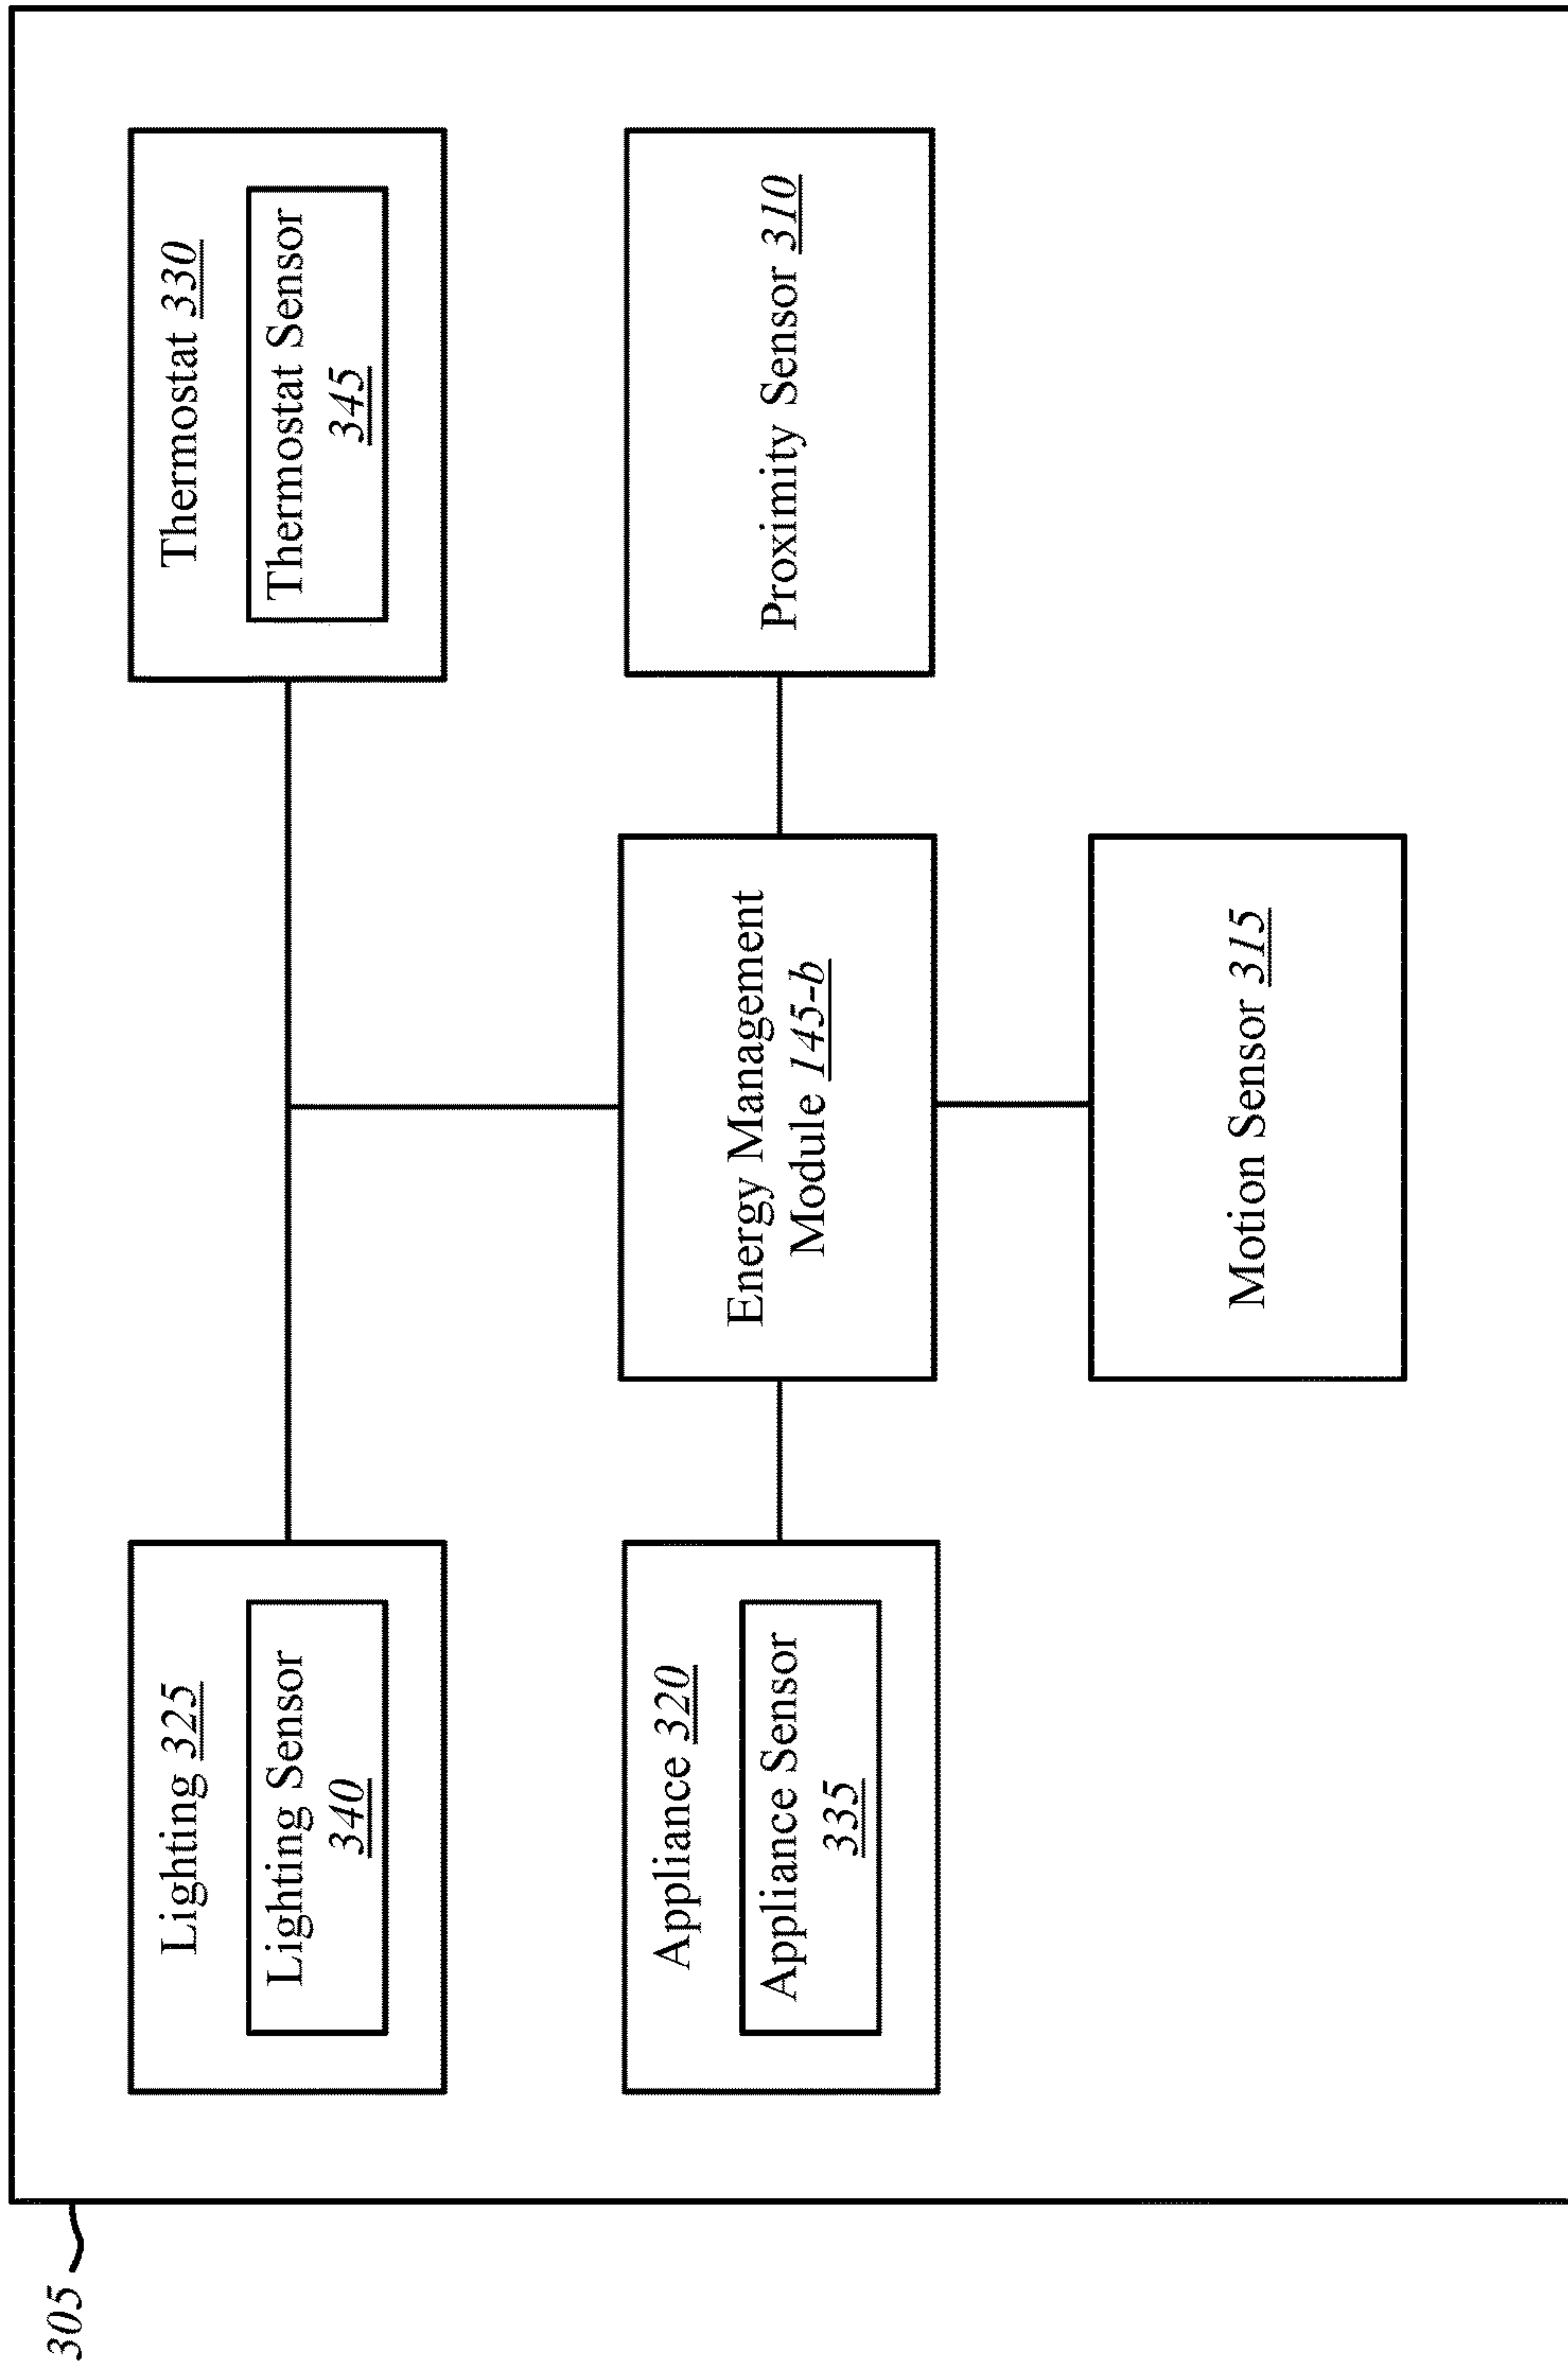 305
Lighting 325
Lighting Sensor
340
Thermostat 330
Thermostat Sensor
345
Appliance 320
Appliance Sensor
335
Energy Management
Module 145-b
Proximity Sensor 310
Motion Sensor 315